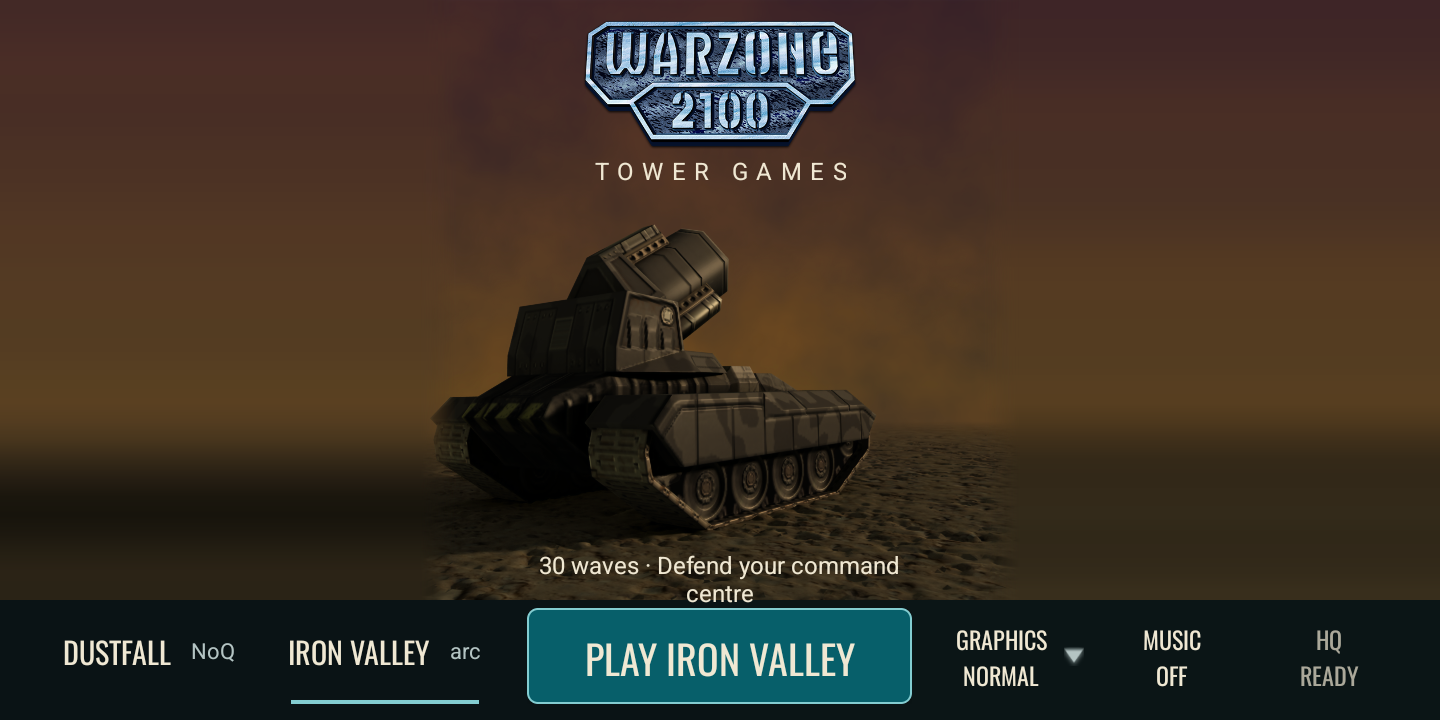 WARZONE
2100
TOWER GAMES
30 waves · Defend your command
centre
DUSTFALL NoQ
IRON VALLEY arc
PLAY IRON VALLEY
GRAPHICS
NORMAL
MUSIC
OFF
HQ
READY